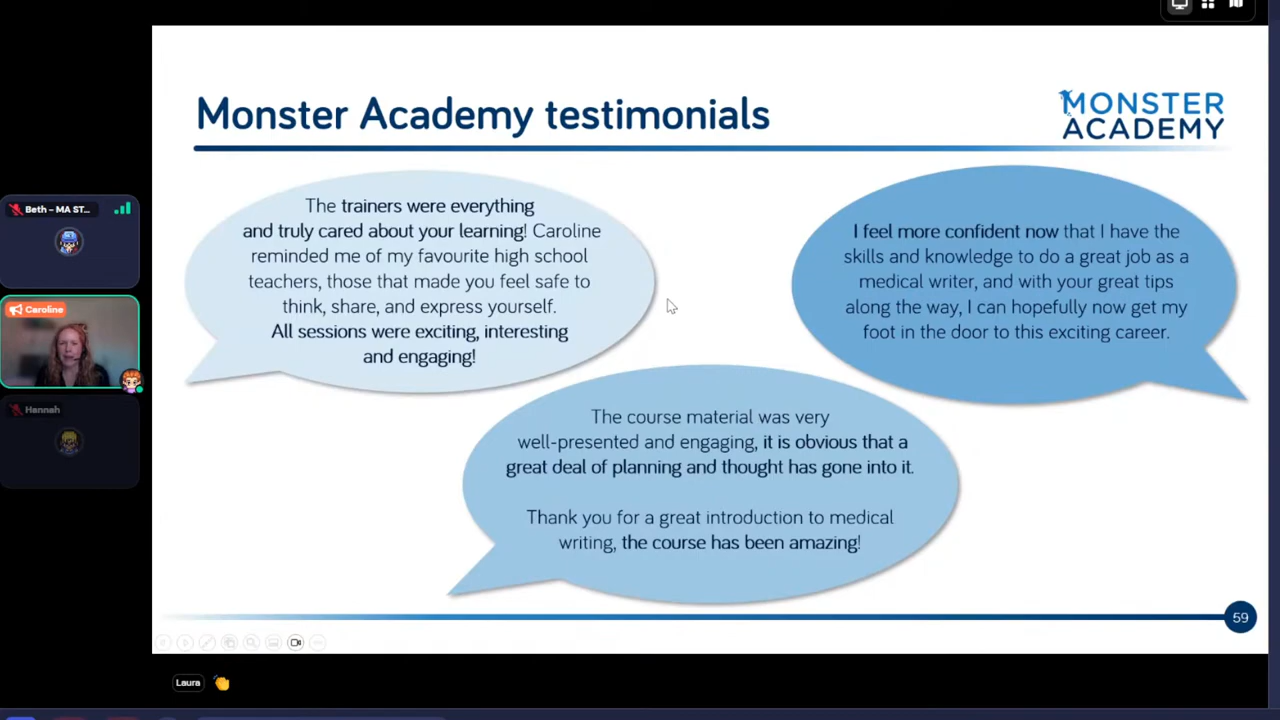 Monster Academy testimonials
MONSTER
ACADEMY
Beth – MA ST...
Caroline
Hannah
The trainers were everything
and truly cared about your learning! Caroline
reminded me of my favourite high school
teachers, those that made you feel safe to
think, share, and express yourself.
All sessions were exciting, interesting
and engaging!
I feel more confident now that I have the
skills and knowledge to do a great job as a
medical writer, and with your great tips
along the way, I can hopefully now get my
foot in the door to this exciting career.
The course material was very
well-presented and engaging, it is obvious that a
great deal of planning and thought has gone into it.
Thank you for a great introduction to medical
writing, the course has been amazing!
59
Laura